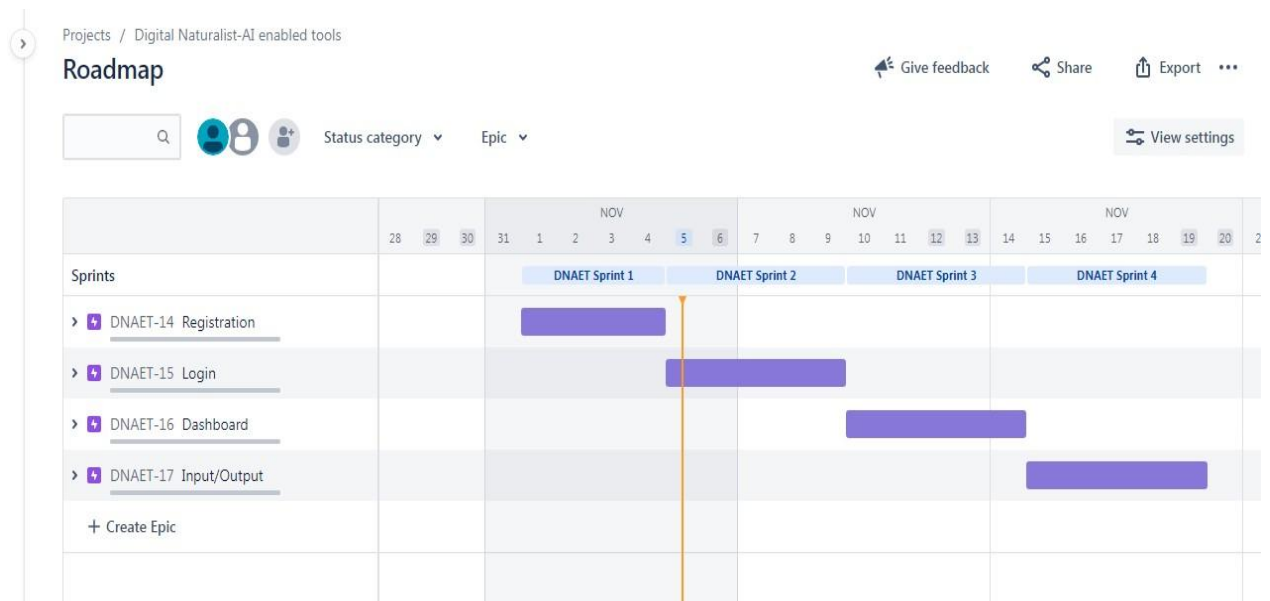 Projects / Digital Naturalist-AI enabled tools
Roadmap
Give feedback Share Export
Status category Epic View settings
NOV NOV NOV
28 29 30 31 1 2 3 4 5 6 7 8 9 10 11 12 13 14 15 16 17 18 19 20
Sprints DNAET Sprint 1 DNAET Sprint 2 DNAET Sprint 3 DNAET Sprint 4
DNAET-14 Registration
DNAET-15 Login
DNAET-16 Dashboard
DNAET-17 Input/Output
+ Create Epic